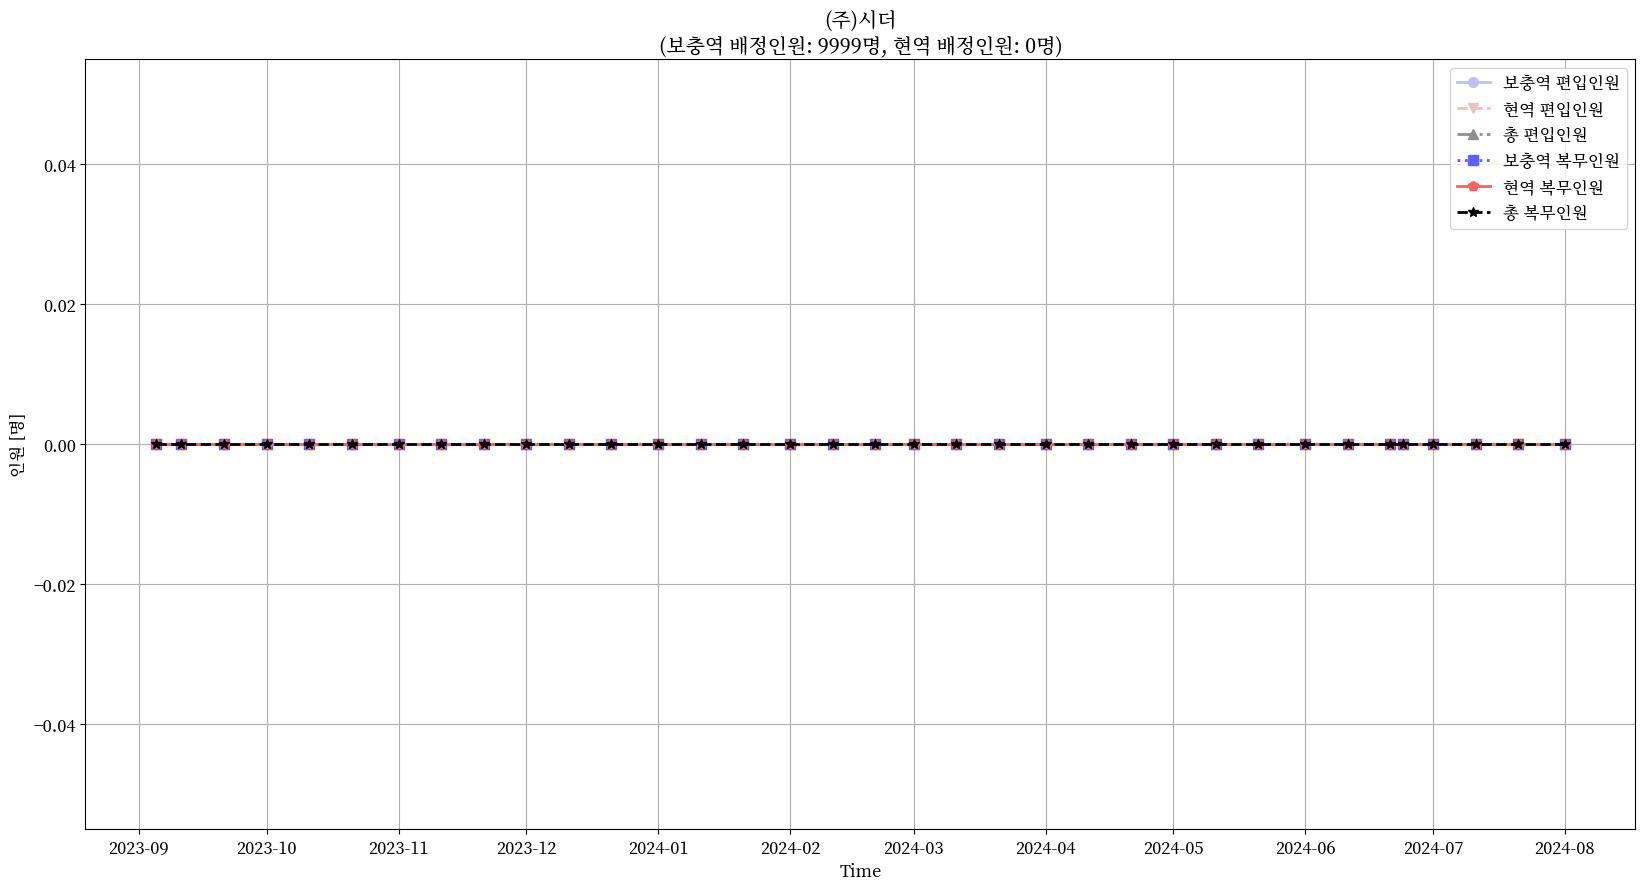 (주)시더
(보충역 배정인원: 9999명, 현역 배정인원: 0명)
보충역 편입인원
현역 편입인원
총 편입인원
보충역 복무인원
현역 복무인원
총 복무인원
인원 [명]
0.04
0.02
0.00
−0.02
−0.04
2023-09
2023-10
2023-11
2023-12
2024-01
2024-02
2024-03
2024-04
2024-05
2024-06
2024-07
2024-08
Time